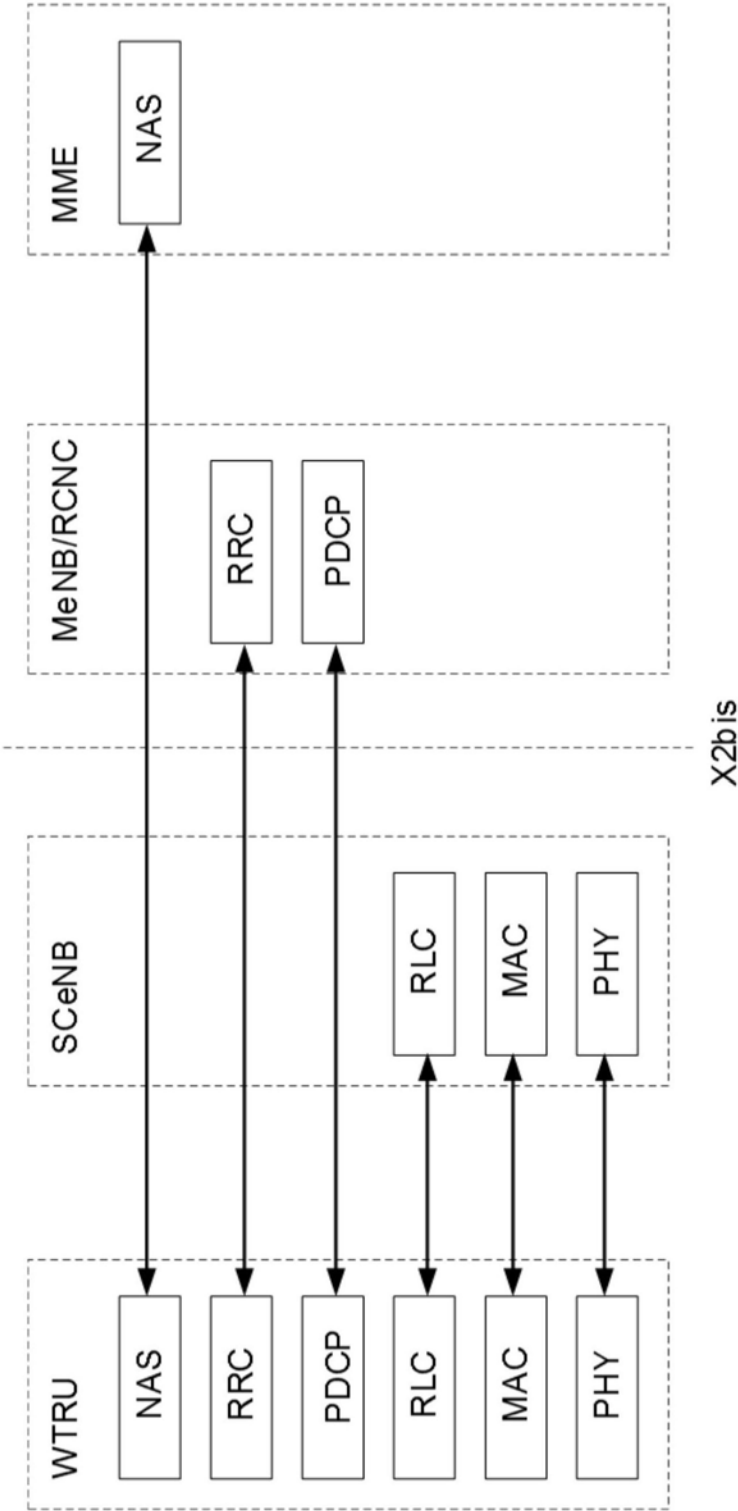 WTRU
NAS
RRC
PDCP
RLC
MAC
PHY
SCeNB
RLC
MAC
PHY
X2bis
MeNB/RCNC
RRC
PDCP
MME
NAS